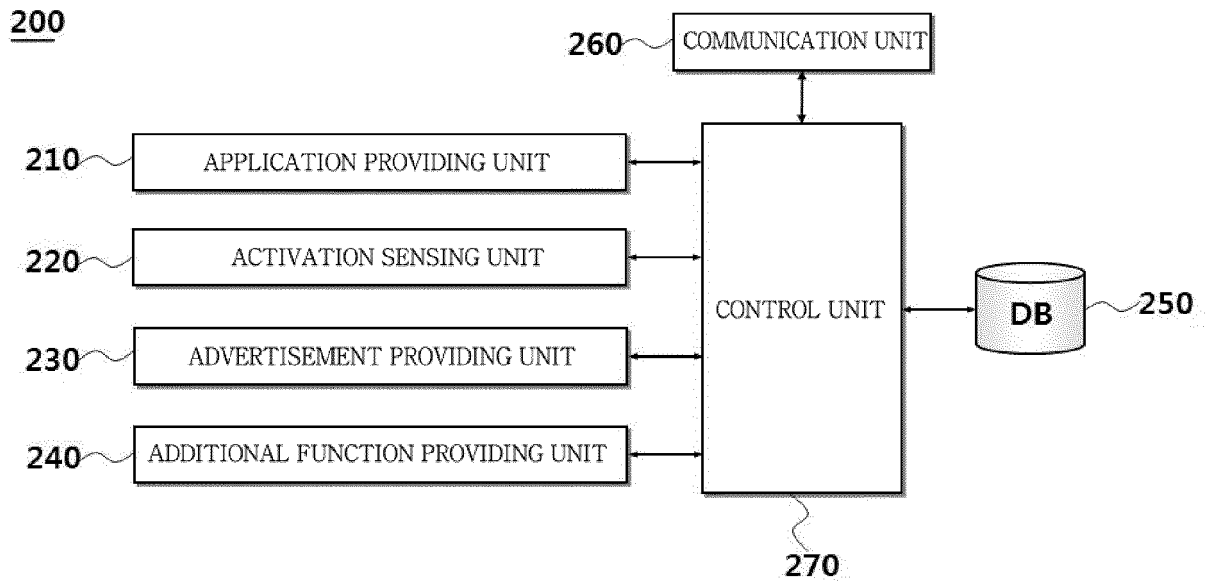 200
260
COMMUNICATION UNIT
210
APPLICATION PROVIDING UNIT
220
ACTIVATION SENSING UNIT
CONTROL UNIT
DB
250
230
ADVERTISEMENT PROVIDING UNIT
240
ADDITIONAL FUNCTION PROVIDING UNIT
270